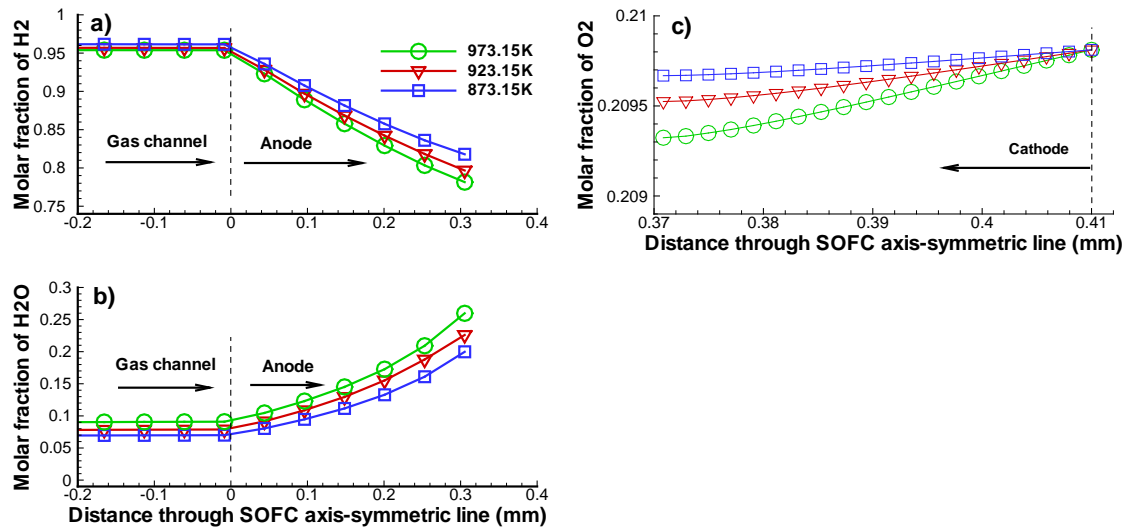 a)
Molar fraction of H2
1
0.95
0.9
0.85
0.8
0.75
973.15K
923.15K
873.15K
Gas channel
Anode
-0.2
-0.1
0
0.1
0.2
0.3
0.4
b)
Molar fraction of H2O
0.3
0.25
0.2
0.15
0.1
0.05
0
Gas channel
Anode
-0.2
-0.1
0
0.1
0.2
0.3
0.4
Distance through SOFC axis-symmetric line (mm)
c)
Molar fraction of O2
0.21
0.2095
0.209
Cathode
0.37
0.38
0.39
0.4
0.41
Distance through SOFC axis-symmetric line (mm)